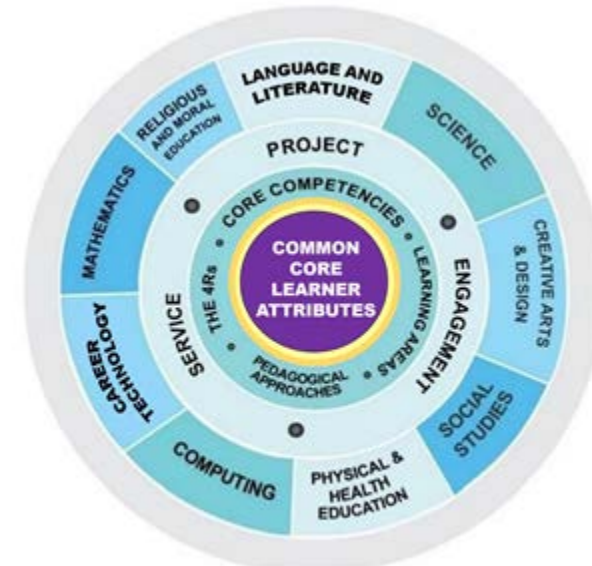 COMMON
CORE
LEARNER
ATTRIBUTES
CORE COMPETENCIES
LEARNING AREAS
PEDAGOGICAL
APPROACHES
THE 4Rs
PROJECT
ENGAGEMENT
SERVICE
LANGUAGE AND
LITERATURE
SCIENCE
CREATIVE ARTS
& DESIGN
SOCIAL
STUDIES
PHYSICAL &
HEALTH
EDUCATION
COMPUTING
CAREER
TECHNOLOGY
MATHEMATICS
RELIGIOUS
AND MORAL
EDUCATION